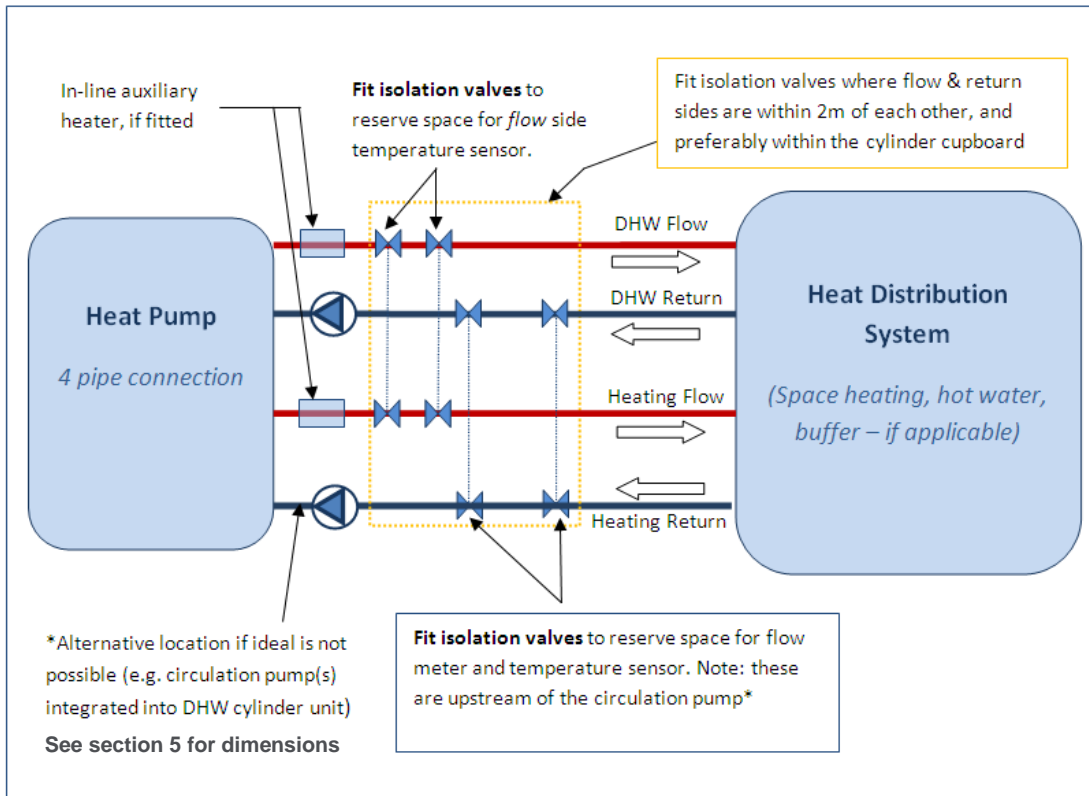 In-line auxiliary
heater, if fitted
Fit isolation valves to
reserve space for flow side
temperature sensor.
Fit isolation valves where flow & return
sides are within 2m of each other, and
preferably within the cylinder cupboard
Heat Pump
4 pipe connection
DHW Flow
DHW Return
Heating Flow
Heating Return
Heat Distribution
System
(Space heating, hot water,
buffer – if applicable)
*Alternative location if ideal is not
possible (e.g. circulation pump(s)
integrated into DHW cylinder unit)
See section 5 for dimensions
Fit isolation valves to reserve space for flow
meter and temperature sensor. Note: these
are upstream of the circulation pump*